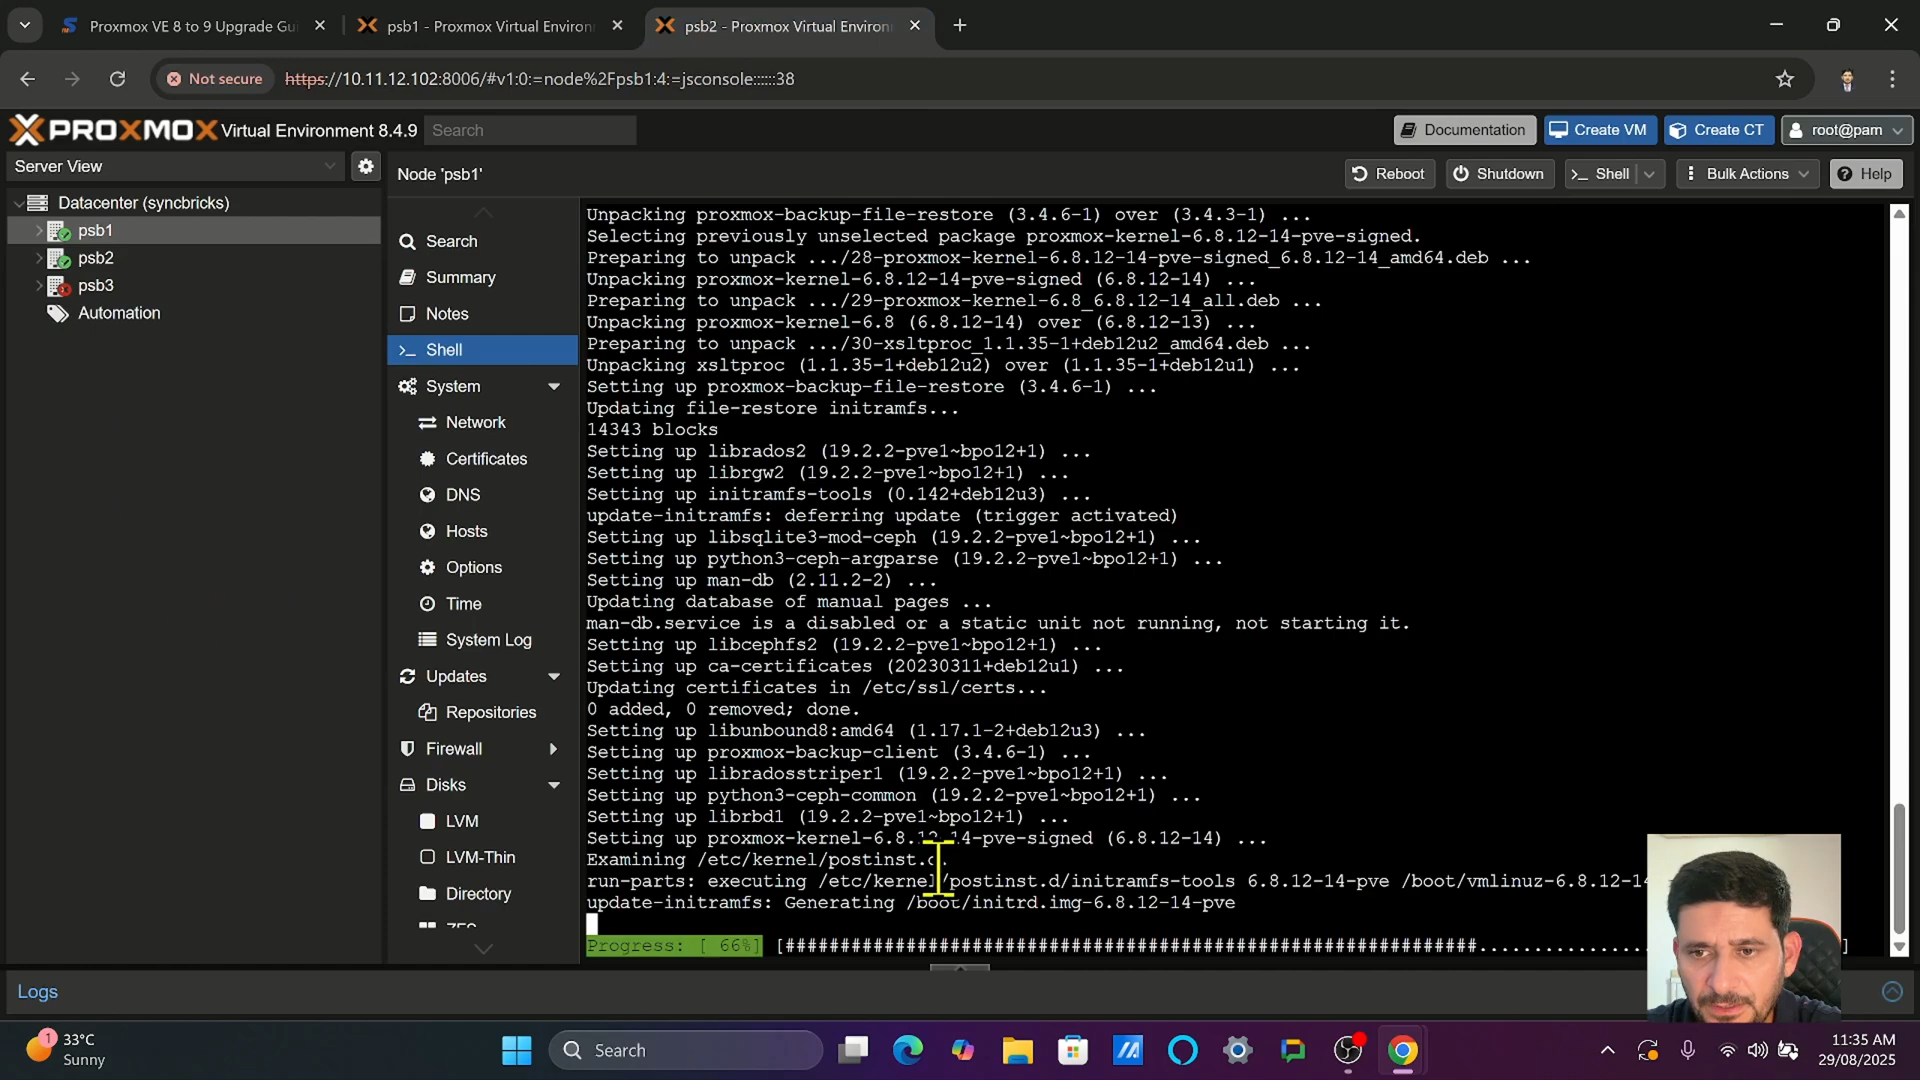 Proxmox VE 8 to 9 Upgrade Gui
psb1 - Proxmox Virtual Environ
psb2 - Proxmox Virtual Environ
Not secure
https://10.11.12.102:8006/#v1:0:=node%2Fpsb1:4:=jsconsole::::::38
PROXMOX Virtual Environment 8.4.9
Search
Documentation
Create VM
Create CT
root@pam
Server View
Node 'psb1'
Reboot
Shutdown
>_ Shell
Bulk Actions
Help
Datacenter (syncbricks)
psb1
psb2
psb3
Automation
Search
Summary
Notes
>_ Shell
System
Network
Certificates
DNS
Hosts
Options
Time
System Log
Updates
Repositories
Firewall
Disks
LVM
LVM-Thin
Directory
ZFS
Unpacking proxmox-backup-file-restore (3.4.6-1) over (3.4.3-1) ...
Selecting previously unselected package proxmox-kernel-6.8.12-14-pve-signed.
Preparing to unpack .../28-proxmox-kernel-6.8.12-14-pve-signed_6.8.12-14_amd64.deb ...
Unpacking proxmox-kernel-6.8.12-14-pve-signed (6.8.12-14) ...
Preparing to unpack .../29-proxmox-kernel-6.8_6.8.12-14_all.deb ...
Unpacking proxmox-kernel-6.8 (6.8.12-14) over (6.8.12-13) ...
Preparing to unpack .../30-xsltproc_1.1.35-1+deb12u2_amd64.deb ...
Unpacking xsltproc (1.1.35-1+deb12u2) over (1.1.35-1+deb12u1) ...
Setting up proxmox-backup-file-restore (3.4.6-1) ...
Updating file-restore initramfs...
14343 blocks
Setting up librados2 (19.2.2-pve1~bpo12+1) ...
Setting up librgw2 (19.2.2-pve1~bpo12+1) ...
Setting up initramfs-tools (0.142+deb12u3) ...
update-initramfs: deferring update (trigger activated)
Setting up libsqlite3-mod-ceph (19.2.2-pve1~bpo12+1) ...
Setting up python3-ceph-argparse (19.2.2-pve1~bpo12+1) ...
Setting up man-db (2.11.2-2) ...
Updating database of manual pages ...
man-db.service is a disabled or a static unit not running, not starting it.
Setting up libcephfs2 (19.2.2-pve1~bpo12+1) ...
Setting up ca-certificates (20230311+deb12u1) ...
Updating certificates in /etc/ssl/certs...
0 added, 0 removed; done.
Setting up libunbound8:amd64 (1.17.1-2+deb12u3) ...
Setting up proxmox-backup-client (3.4.6-1) ...
Setting up libradosstriper1 (19.2.2-pve1~bpo12+1) ...
Setting up python3-ceph-common (19.2.2-pve1~bpo12+1) ...
Setting up librbd1 (19.2.2-pve1~bpo12+1) ...
Setting up proxmox-kernel-6.8.12-14-pve-signed (6.8.12-14) ...
Examining /etc/kernel/postinst.d.
run-parts: executing /etc/kernel/postinst.d/initramfs-tools 6.8.12-14-pve /boot/vmlinuz-6.8.12-14
update-initramfs: Generating /boot/initrd.img-6.8.12-14-pve
Progress: [ 66%] [###############################################################.................]
Logs
1
33°C
Sunny
Search
11:35 AM
29/08/2025